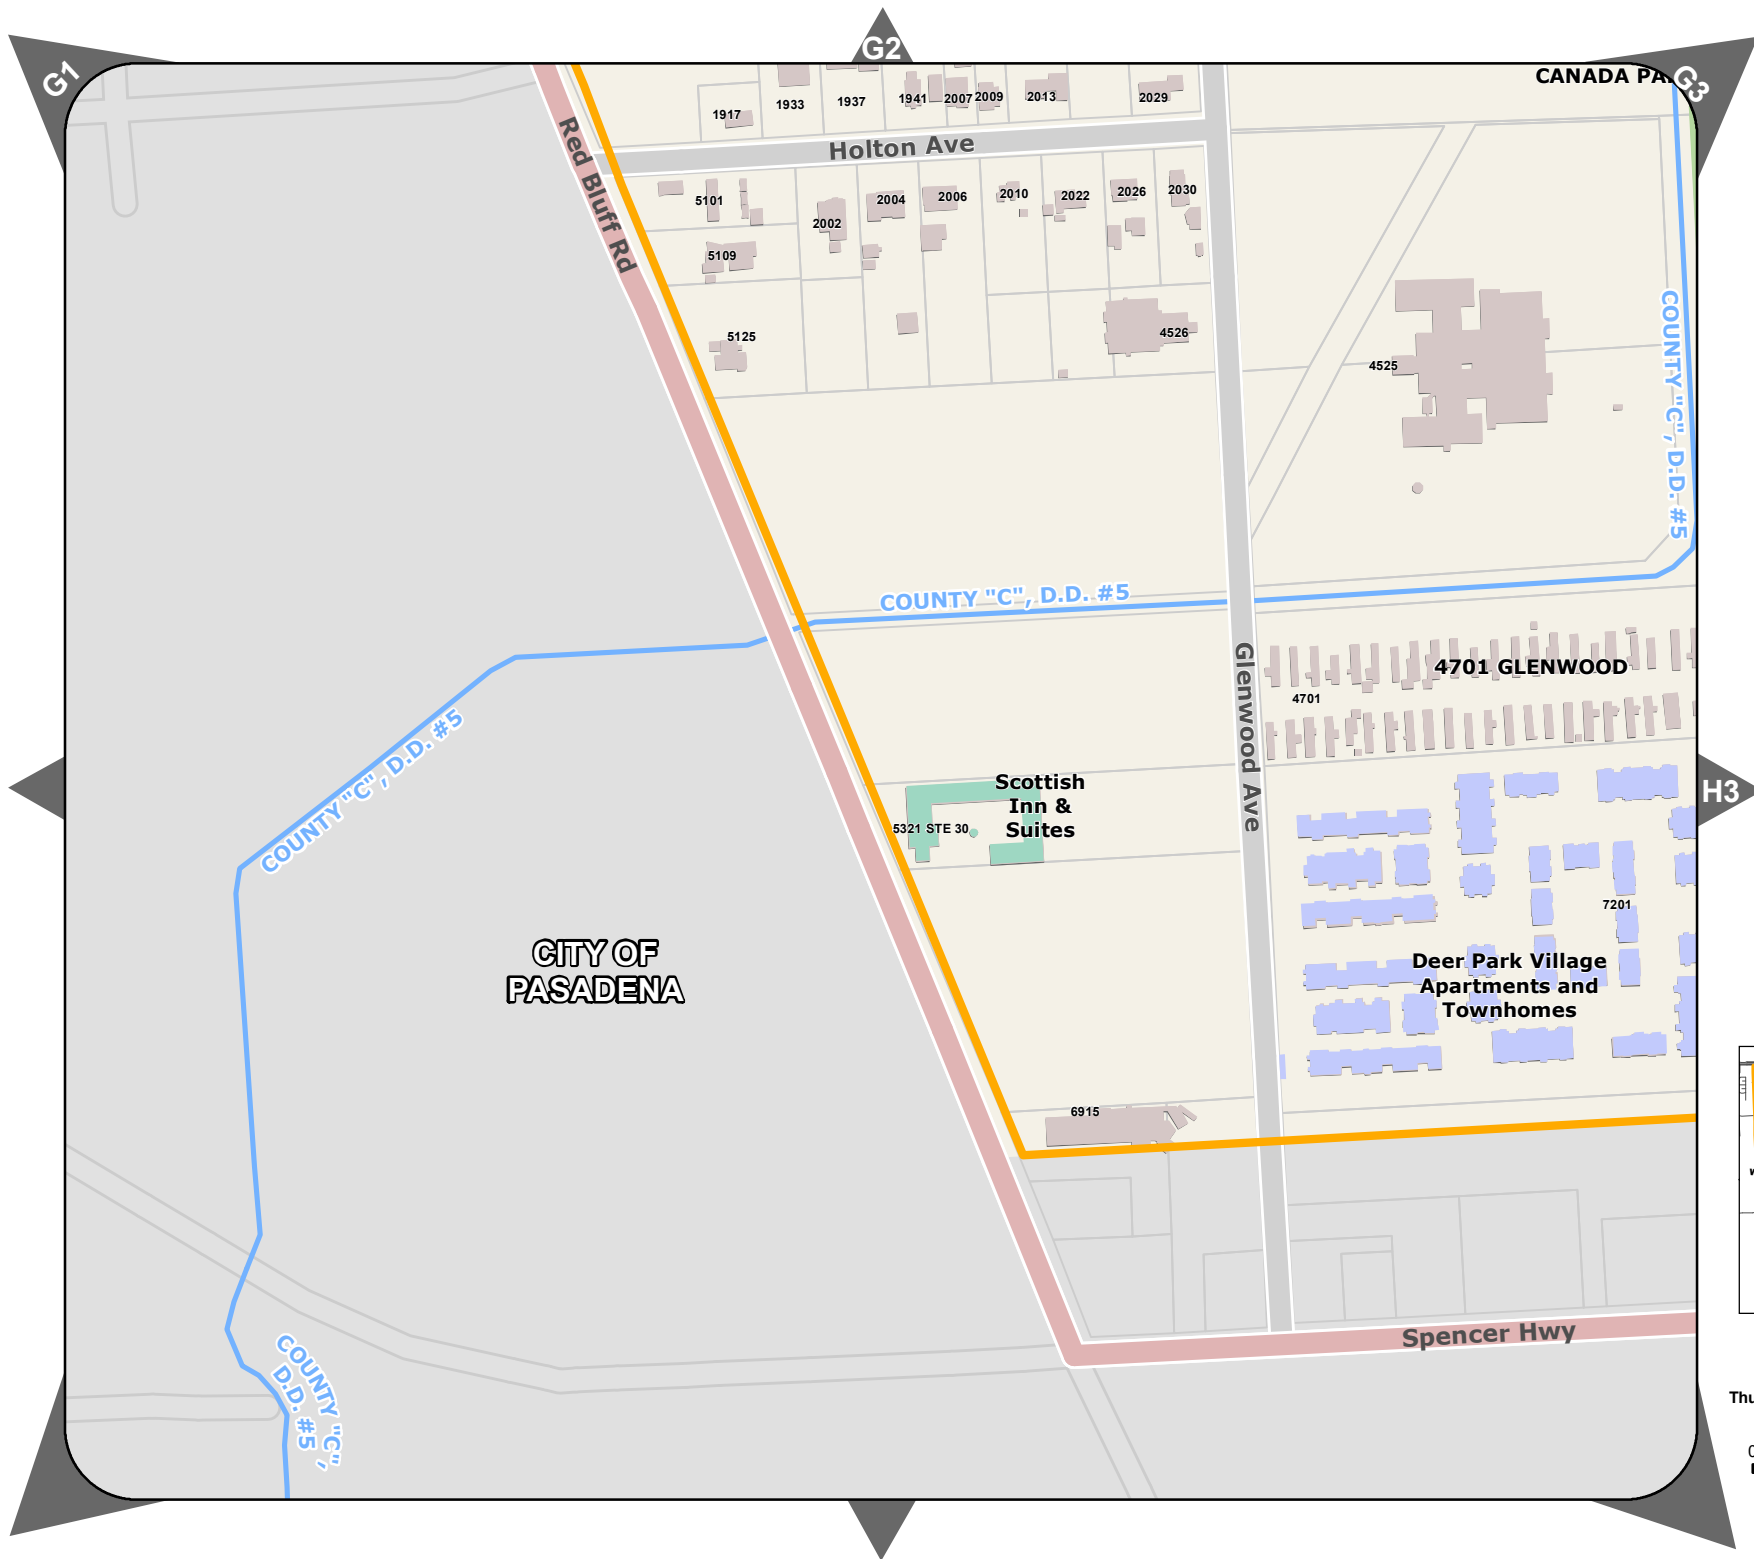 G1
G2
G3
CANADA PA
1917
1933
1937
1941
2007
2009
2013
2029
Holton Ave
Red Bluff Rd
5101
2002
2004
2006
2010
2022
2026
2030
5109
5125
4526
4525
COUNTY "C", D.D. #5
COUNTY "C", D.D. #5
Glenwood Ave
4701 GLENWOOD
4701
COUNTY "C", D.D. #5
Scottish
Inn &
Suites
5321 STE 30
H3
7201
CITY OF
PASADENA
Deer Park Village
Apartments and
Townhomes
6915
Spencer Hwy
COUNTY "C",
D.D. #5
Thu